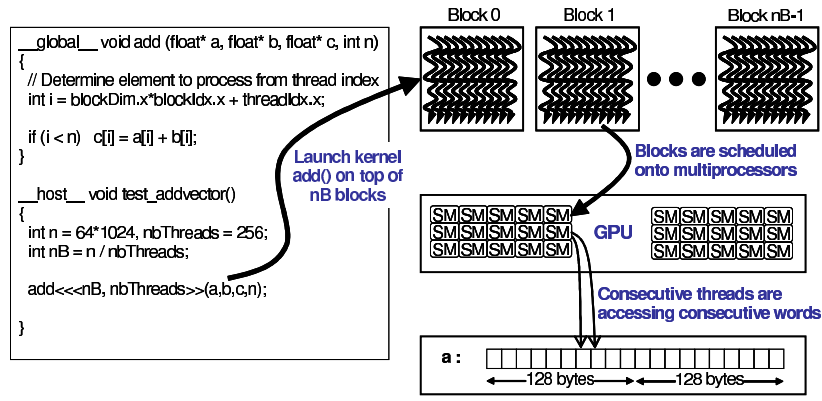 __global__ void add (float* a, float* b, float* c, int n)
{
// Determine element to process from thread index
int i = blockDim.x*blockIdx.x + threadIdx.x;
if (i < n) c[i] = a[i] + b[i];
}
__host__ void test_addvector()
{
int n = 64*1024, nbThreads = 256;
int nB = n / nbThreads;
add<<<nB, nbThreads>>(a,b,c,n);
}
Launch kernel
add() on top of
nB blocks
Block 0 Block 1 Block nB-1
Blocks are scheduled
onto multiprocessors
SM SM SM SM SM SM SM SM SM SM
SM SM SM SM SM GPU SM SM SM SM SM
SM SM SM SM SM SM SM SM SM SM
Consecutive threads are
accessing consecutive words
a :
128 bytes 128 bytes